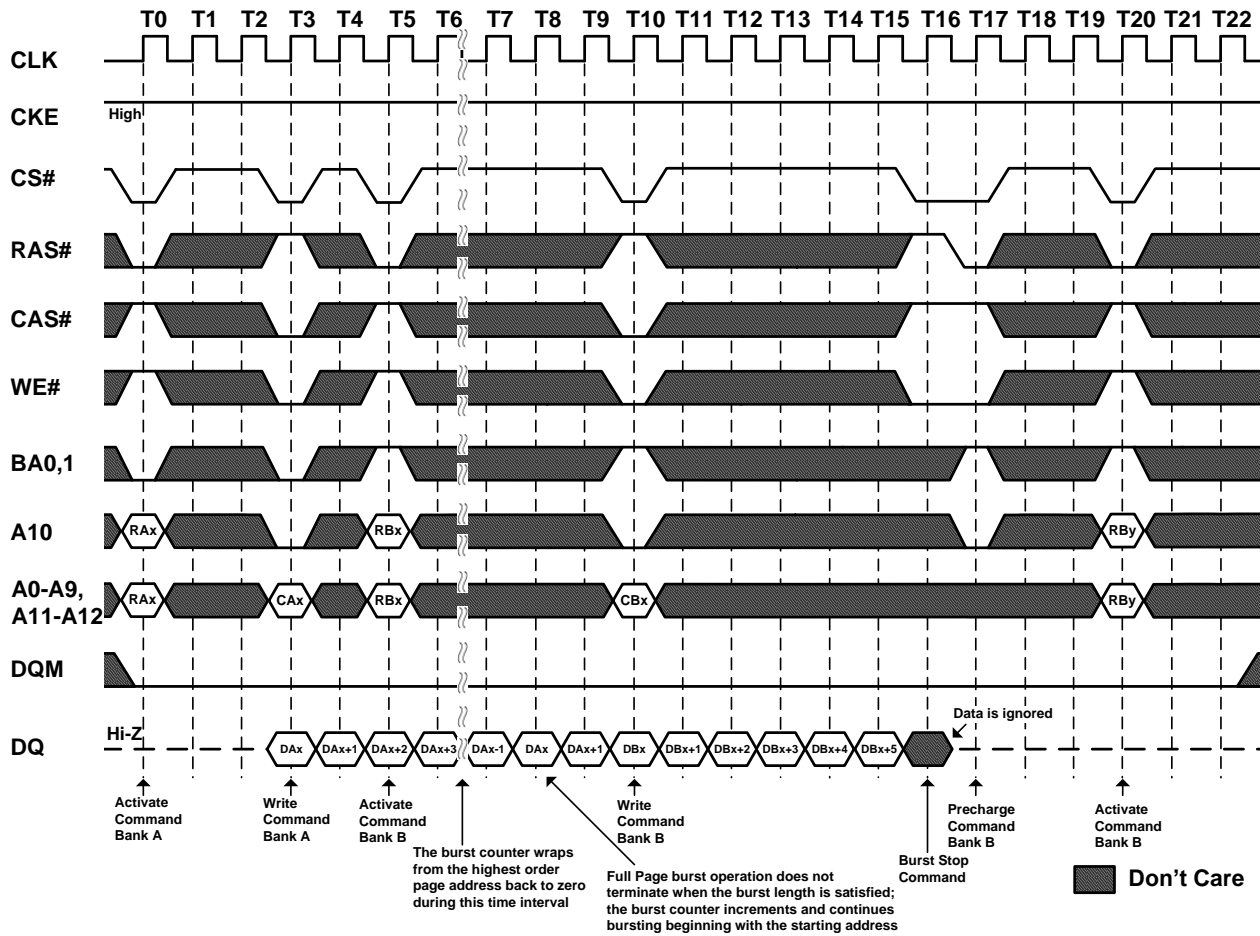 T0 T1 T2 T3 T4 T5 T6 T7 T8 T9 T10 T11 T12 T13 T14 T15 T16 T17 T18 T19 T20 T21 T22
CLK
CKE High
CS#
RAS#
CAS#
WE#
BA0,1
A10 RAx RBx RBy
A0-A9,
A11-A12 RAx CAx RBx CBx RBy
DQM
Data is ignored
DQ Hi-Z DAx DAx+1 DAx+2 DAx+3 DAx-1 DAx DAx+1 DBx DBx+1 DBx+2 DBx+3 DBx+4 DBx+5
Activate
Command
Bank A
Write
Command
Bank A
Activate
Command
Bank B
The burst counter wraps
from the highest order
page address back to zero
during this time interval
Write
Command
Bank B
Full Page burst operation does not
terminate when the burst length is satisfied;
the burst counter increments and continues
bursting beginning with the starting address
Burst Stop
Command
Precharge
Command
Bank B
Activate
Command
Bank B
Don't Care